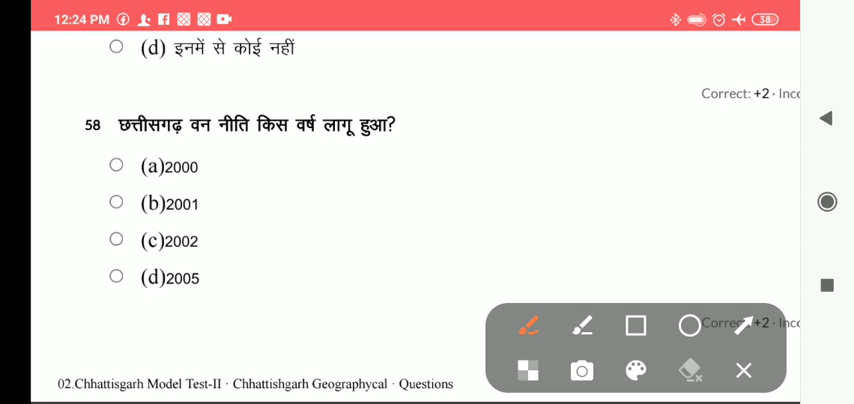 12:24 PM
38
(d) इनमें से कोई नहीं
Correct: +2 · Inc
58 छत्तीसगढ़ वन नीति किस वर्ष लागू हुआ?
(a)2000
(b)2001
(c)2002
(d)2005
Correct +2 · Inc
02.Chhattisgarh Model Test-II · Chhattishgarh Geographycal · Questions